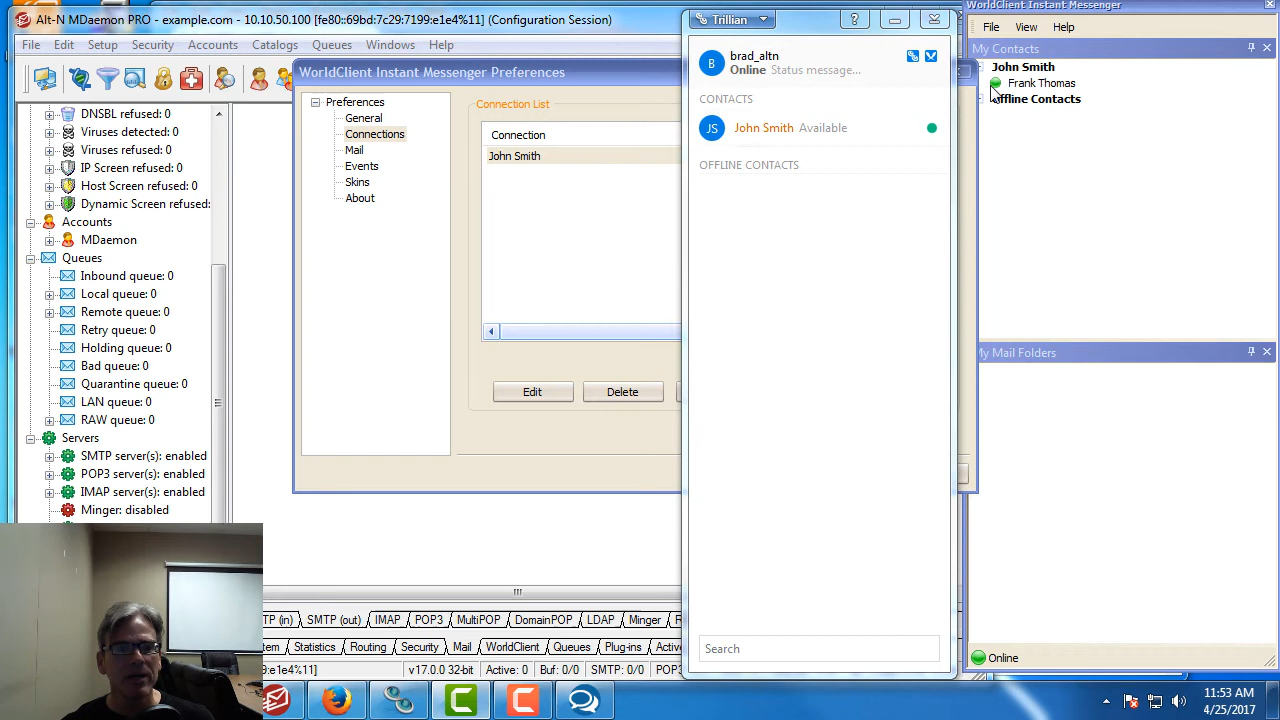 Alt-N MDaemon PRO - example.com - 10.10.50.100 [fe80::69bd:7c29:7199:e1e4%11] (Configuration Session)
File Edit Setup Security Accounts Catalogs Queues Windows Help
DNSBL refused: 0
Viruses detected: 0
Viruses refused: 0
IP Screen refused: 0
Host Screen refused: 0
Dynamic Screen refused:
Accounts
MDaemon
Queues
Inbound queue: 0
Local queue: 0
Remote queue: 0
Retry queue: 0
Holding queue: 0
Bad queue: 0
Quarantine queue: 0
LAN queue: 0
RAW queue: 0
Servers
SMTP server(s): enabled
POP3 server(s): enabled
IMAP server(s): enabled
Minger: disabled
WorldClient Instant Messenger Preferences
Preferences
General
Connections
Mail
Events
Skins
About
Connection List
Connection
John Smith
Edit Delete
Trillian
B
brad_altn
Online Status message...
CONTACTS
JS John Smith Available
OFFLINE CONTACTS
Search
WorldClient Instant Messenger
File View Help
My Contacts
John Smith
Frank Thomas
ffline Contacts
My Mail Folders
Online
TP (in) SMTP (out) IMAP POP3 MultiPOP DomainPOP LDAP Minger R
tem Statistics Routing Security Mail WorldClient Queues Plug-ins Active
:e1e4%11] v17.0.0 32-bit Active: 0 Buf: 0/0 SMTP: 0/0 POP3
11:53 AM
4/25/2017